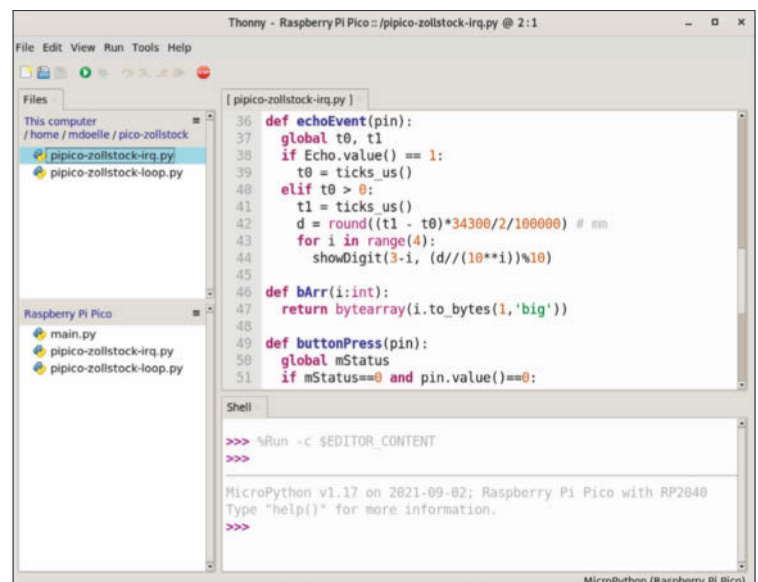 Thonny - Raspberry Pi Pico :: /pipico-zollstock-irq.py @ 2:1
File Edit View Run Tools Help
Files
This computer
/ home / mdoelle / pico-zollstock
pipico-zollstock-irq.py
pipico-zollstock-loop.py
Raspberry Pi Pico
main.py
pipico-zollstock-irq.py
pipico-zollstock-loop.py
[ pipico-zollstock-irq.py ]
36 def echoEvent(pin):
37   global t0, t1
38   if Echo.value() == 1:
39     t0 = ticks_us()
40   elif t0 > 0:
41     t1 = ticks_us()
42     d = round((t1 - t0)*34300/2/100000) # mm
43     for i in range(4):
44       showDigit(3-i, (d//(10**i))%10)
45
46 def bArr(i:int):
47   return bytearray(i.to_bytes(1,'big'))
48
49 def buttonPress(pin):
50   global mStatus
51   if mStatus==0 and pin.value()==0:
Shell
>>> %Run -c $EDITOR_CONTENT
>>>
MicroPython v1.17 on 2021-09-02; Raspberry Pi Pico with RP2040
Type "help()" for more information.
>>>
MicroPython (Raspberry Pi Pico)